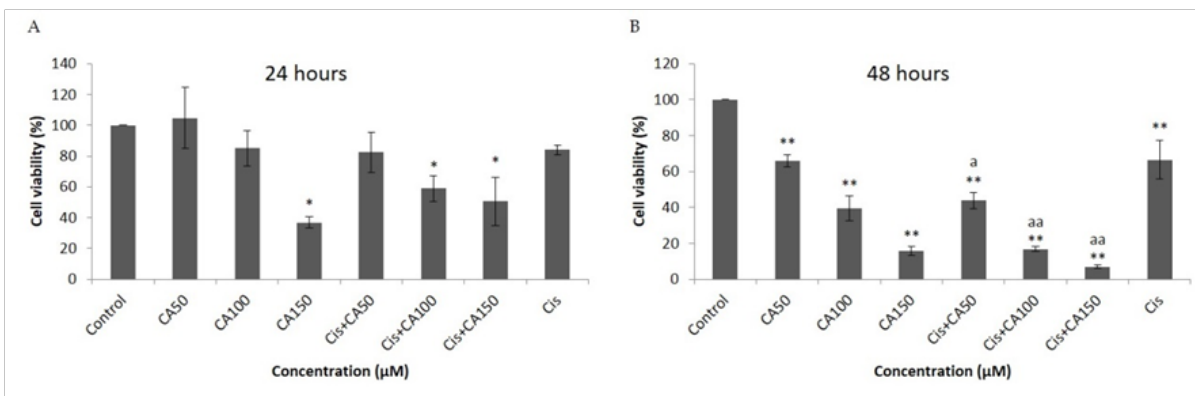 A
24 hours
Cell viability (%)
140
120
100
80
60
40
20
0
*
*
*
Control
CA50
CA100
CA150
Cis+CA50
Cis+CA100
Cis+CA150
Cis
Concentration (µM)
B
48 hours
Cell viability (%)
120
100
80
60
40
20
0
**
**
**
a
**
aa
**
aa
**
**
Control
CA50
CA100
CA150
Cis+CA50
Cis+CA100
Cis+CA150
Cis
Concentration (µM)